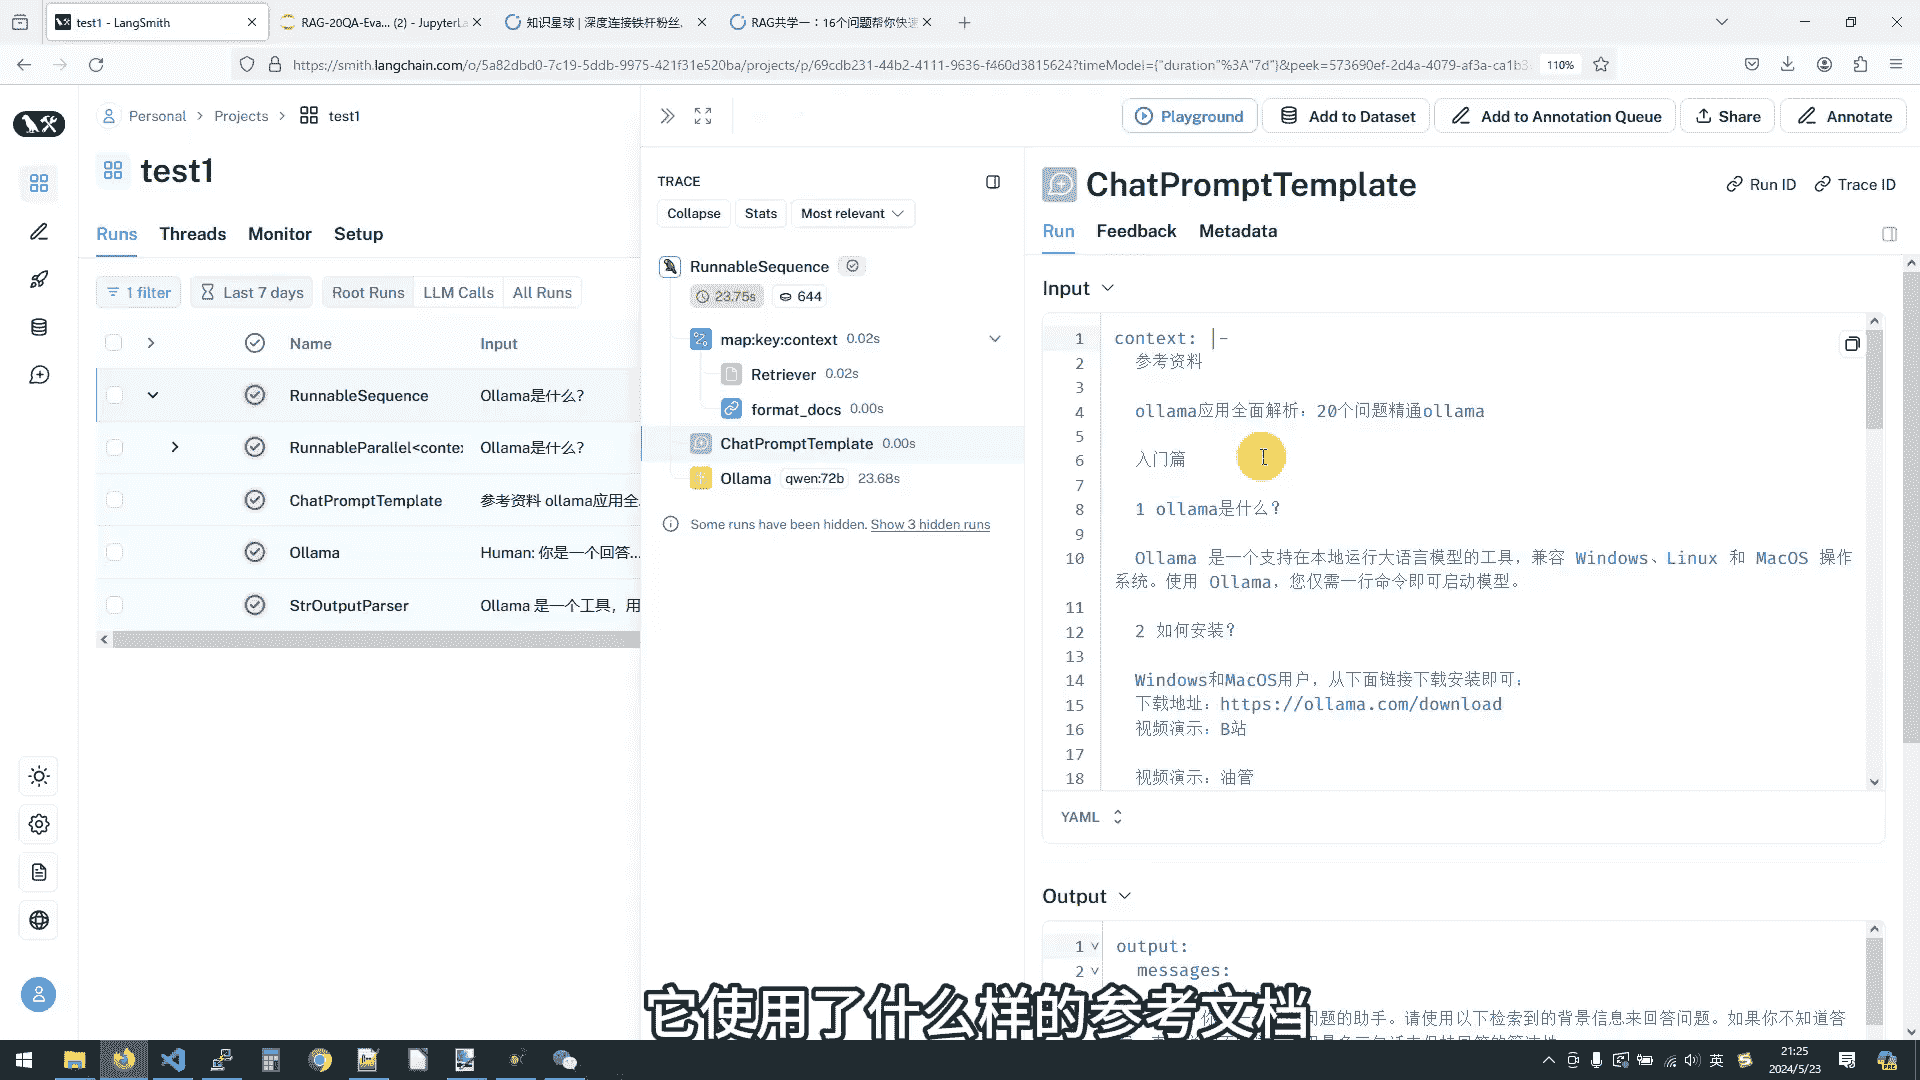 test1 - LangSmith
RAG-20QA-Eva... (2) - JupyterLa
知识星球 | 深度连接铁杆粉丝
RAG共学一：16个问题帮你快速
https://smith.langchain.com/o/5a82dbd0-7c19-5ddb-9975-421f31e520ba/projects/p/69cdb231-44b2-4111-9636-f460d3815624?timeModel={"duration"%3A"7d"}&peek=573690ef-2d4a-4079-af3a-ca1b3
110%
Personal > Projects > test1
Playground
Add to Dataset
Add to Annotation Queue
Share
Annotate
test1
Runs Threads Monitor Setup
1 filter
Last 7 days
Root Runs LLM Calls All Runs
Name Input
RunnableSequence Ollama是什么？
RunnableParallel<contex Ollama是什么？
ChatPromptTemplate 参考资料 ollama应用全
Ollama Human: 你是一个回答...
StrOutputParser Ollama 是一个工具，用
TRACE
Collapse
Stats
Most relevant
RunnableSequence
23.75s
644
map:key:context 0.02s
Retriever 0.02s
format_docs 0.00s
ChatPromptTemplate 0.00s
Ollama qwen:72b 23.68s
Some runs have been hidden. Show 3 hidden runs
ChatPromptTemplate
Run ID
Trace ID
Run Feedback Metadata
Input
1 context: |-
2 参考资料
3
4 ollama应用全面解析：20个问题精通ollama
5
6 入门篇
7
8 1 ollama是什么？
9
10 Ollama 是一个支持在本地运行大语言模型的工具，兼容 Windows、Linux 和 MacOS 操作
系统。使用 Ollama，您仅需一行命令即可启动模型。
11
12 2 如何安装？
13
14 Windows和MacOS用户，从下面链接下载安装即可：
15 下载地址：https://ollama.com/download
16 视频演示：B站
17
18 视频演示：油管
YAML
Output
1 output:
2 messages:
问题的助手。请使用以下检索到的背景信息来回答问题。如果你不知道答
它使用了什么样的参考文档
英
21:25
2024/5/23